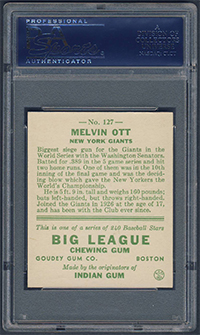 PSA
AUTHENTICATOR
No. 127
MELVIN OTT
NEW YORK GIANTS
Biggest siege gun for the Giants in the
World Series with the Washington Senators.
Batted for .389 in the 5 game series and hit
two home runs. One of them was in the 10th
inning of the final game and was the decid-
ing blow which gave the New Yorkers the
World's Championship.
He is 5 ft. 9 in. tall and weighs 160 pounds;
bats left-handed, but throws right-handed.
Joined the Giants in 1926 at the age of 17,
and has been with the Club ever since.
This is one of a series of 240 Baseball Stars
BIG LEAGUE
CHEWING GUM
GOUDEY GUM CO. BOSTON
Made by the originators of
INDIAN GUM